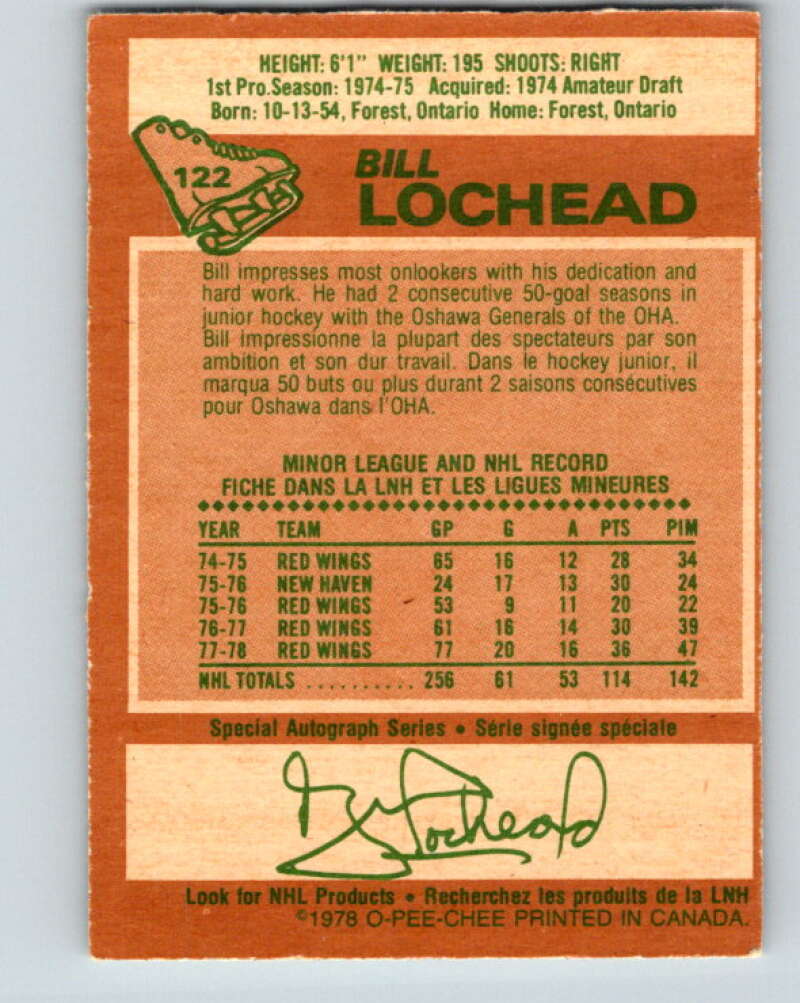 HEIGHT: 6'1" WEIGHT: 195 SHOOTS: RIGHT
1st Pro.Season: 1974-75 Acquired: 1974 Amateur Draft
Born: 10-13-54, Forest, Ontario Home: Forest, Ontario
122
BILL
LOCHEAD
Bill impresses most onlookers with his dedication and
hard work. He had 2 consecutive 50-goal seasons in
junior hockey with the Oshawa Generals of the OHA.
Bill impressionne la plupart des spectateurs par son
ambition et son dur travail. Dans le hockey junior, il
marqua 50 buts ou plus durant 2 saisons consécutives
pour Oshawa dans l'OHA.
MINOR LEAGUE AND NHL RECORD
FICHE DANS LA LNH ET LES LIGUES MINEURES
YEAR TEAM GP G A PTS PIM
74-75 RED WINGS 65 16 12 28 34
75-76 NEW HAVEN 24 17 13 30 24
75-76 RED WINGS 53 9 11 20 22
76-77 RED WINGS 61 16 14 30 39
77-78 RED WINGS 77 20 16 36 47
NHL TOTALS .......... 256 61 53 114 142
Special Autograph Series • Série signée spéciale
Bill Lochead
Look for NHL Products • Recherchez les produits de la LNH
©1978 O-PEE-CHEE PRINTED IN CANADA.